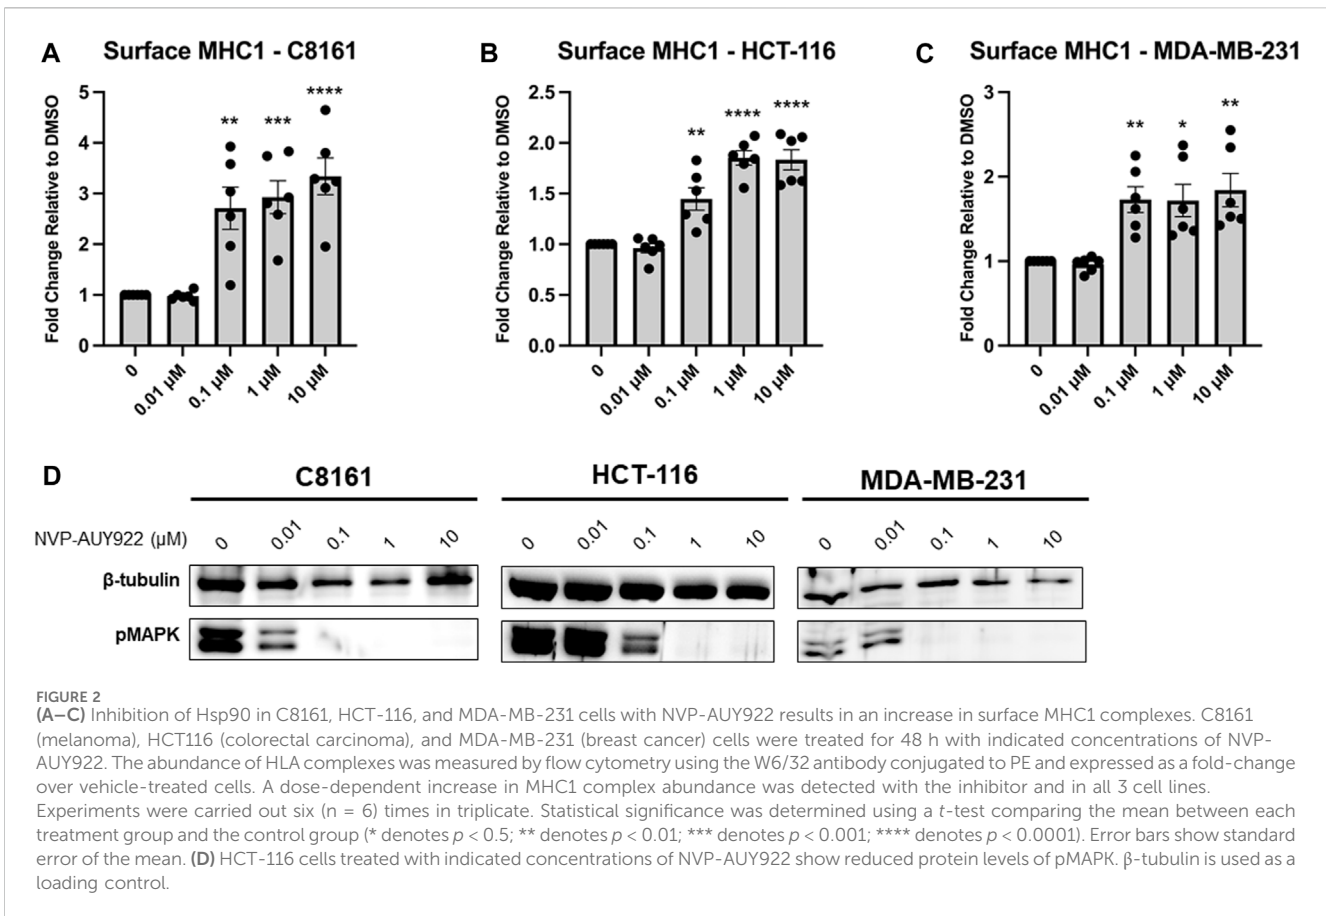 A Surface MHC1 - C8161
B Surface MHC1 - HCT-116
C Surface MHC1 - MDA-MB-231
Fold Change Relative to DMSO
5
4
3
2
1
0
** *** ****
0 0.01 µM 0.1 µM 1 µM 10 µM
Fold Change Relative to DMSO
2.5
2.0
1.5
1.0
0.5
0.0
** **** ****
0 0.01 µM 0.1 µM 1 µM 10 µM
Fold Change Relative to DMSO
3
2
1
0
** * **
0 0.01 µM 0.1 µM 1 µM 10 µM
D C8161 HCT-116 MDA-MB-231
NVP-AUY922 (µM) 0 0.01 0.1 1 10 0 0.01 0.1 1 10 0 0.01 0.1 1 10
β-tubulin
pMAPK
FIGURE 2
(A–C) Inhibition of Hsp90 in C8161, HCT-116, and MDA-MB-231 cells with NVP-AUY922 results in an increase in surface MHC1 complexes. C8161
(melanoma), HCT116 (colorectal carcinoma), and MDA-MB-231 (breast cancer) cells were treated for 48 h with indicated concentrations of NVP-
AUY922. The abundance of HLA complexes was measured by flow cytometry using the W6/32 antibody conjugated to PE and expressed as a fold-change
over vehicle-treated cells. A dose-dependent increase in MHC1 complex abundance was detected with the inhibitor and in all 3 cell lines.
Experiments were carried out six (n = 6) times in triplicate. Statistical significance was determined using a t-test comparing the mean between each
treatment group and the control group (* denotes p < 0.5; ** denotes p < 0.01; *** denotes p < 0.001; **** denotes p < 0.0001). Error bars show standard
error of the mean. (D) HCT-116 cells treated with indicated concentrations of NVP-AUY922 show reduced protein levels of pMAPK. β-tubulin is used as a
loading control.